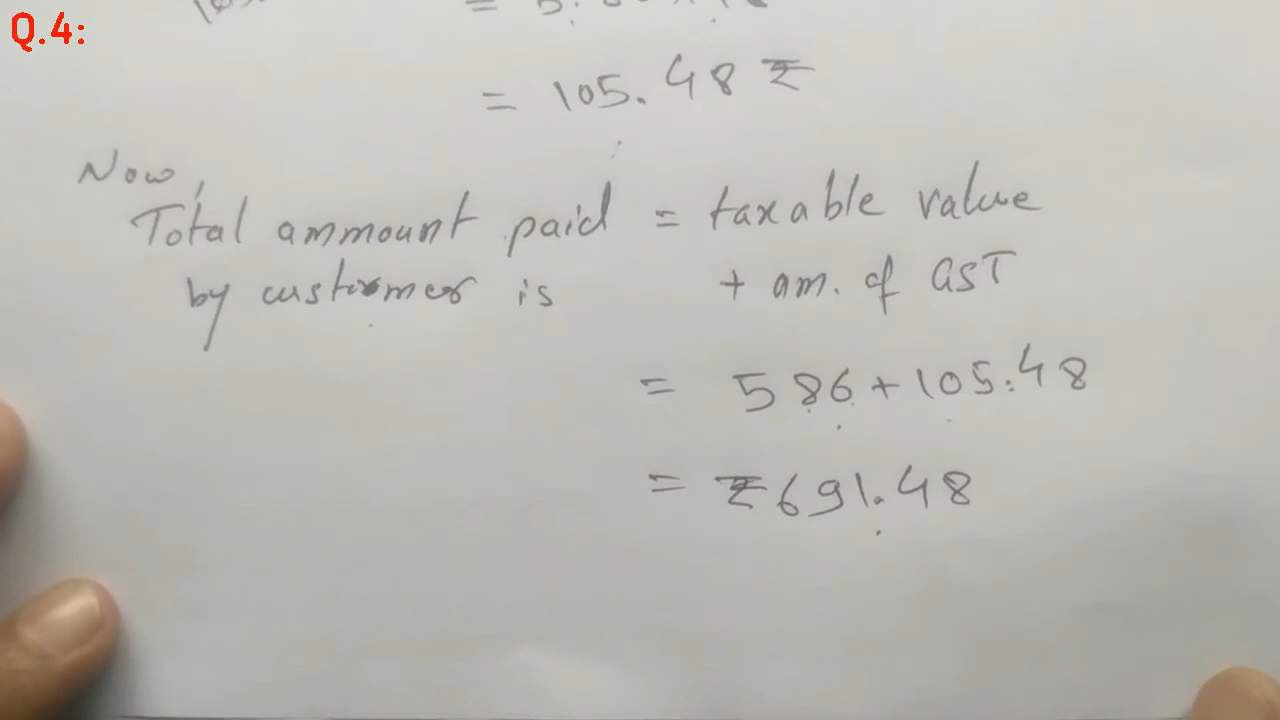 Q.4:
= 105.48 ₹
Now,
Total ammount paid = taxable value
by customer is + am. of GST
= 586 + 105.48
= ₹691.48